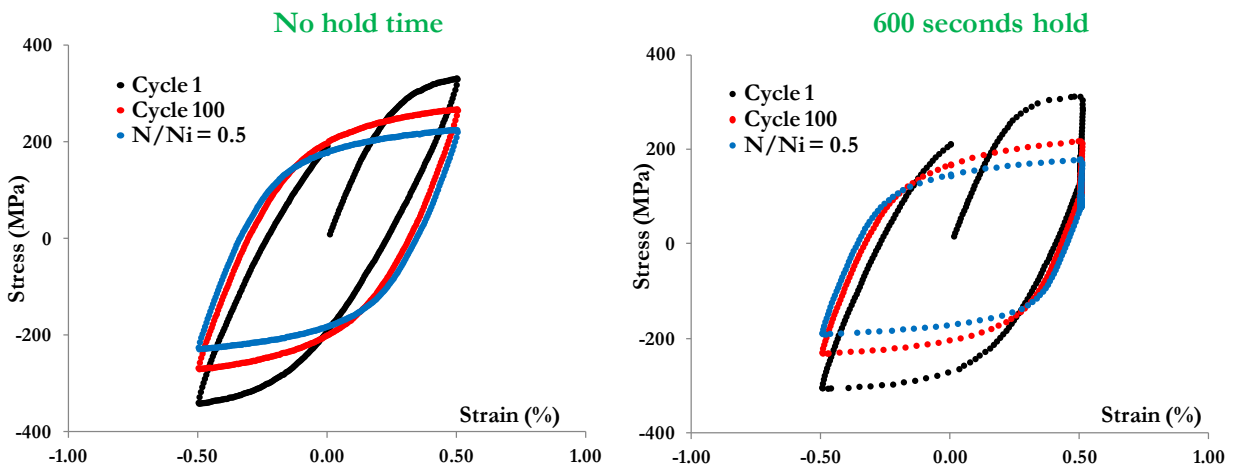 No hold time
400
200
0
-200
-400
Stress (MPa)
Cycle 1
Cycle 100
N/Ni = 0.5
Strain (%)
-1.00
-0.50
0.00
0.50
1.00
600 seconds hold
400
200
0
-200
-400
Stress (MPa)
Cycle 1
Cycle 100
N/Ni = 0.5
Strain (%)
-1.00
-0.50
0.00
0.50
1.00